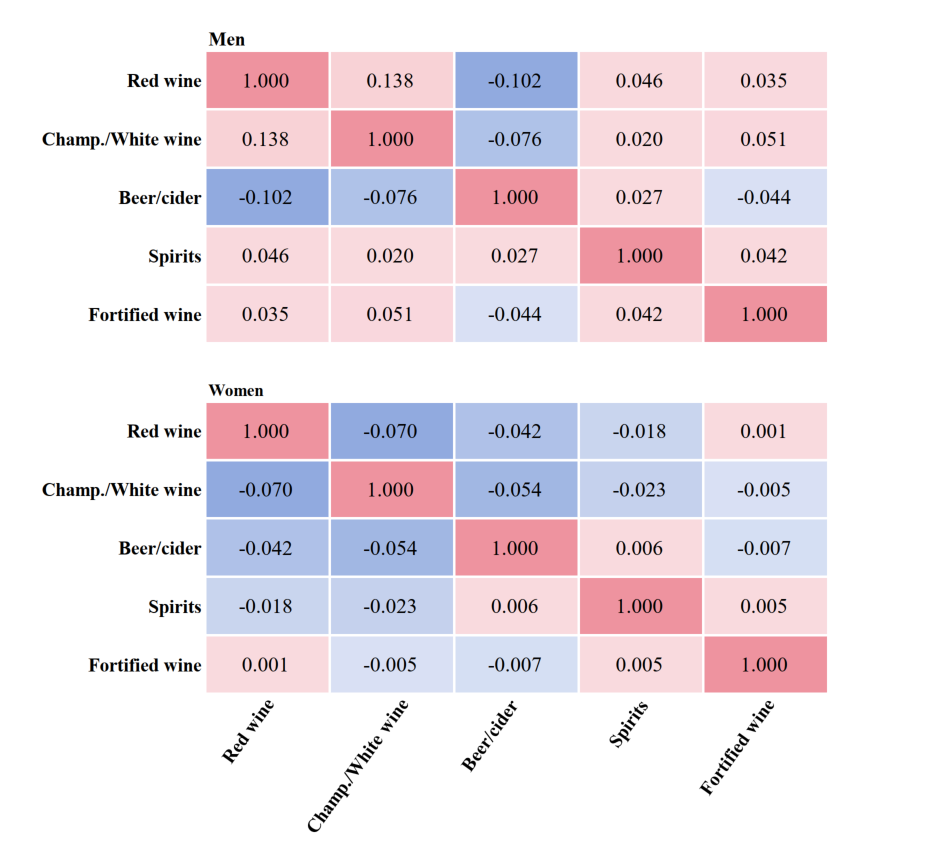 Men
Red wine 1.000 0.138 -0.102 0.046 0.035
Champ./White wine 0.138 1.000 -0.076 0.020 0.051
Beer/cider -0.102 -0.076 1.000 0.027 -0.044
Spirits 0.046 0.020 0.027 1.000 0.042
Fortified wine 0.035 0.051 -0.044 0.042 1.000
Women
Red wine 1.000 -0.070 -0.042 -0.018 0.001
Champ./White wine -0.070 1.000 -0.054 -0.023 -0.005
Beer/cider -0.042 -0.054 1.000 0.006 -0.007
Spirits -0.018 -0.023 0.006 1.000 0.005
Fortified wine 0.001 -0.005 -0.007 0.005 1.000
Red wine
Champ./White wine
Beer/cider
Spirits
Fortified wine